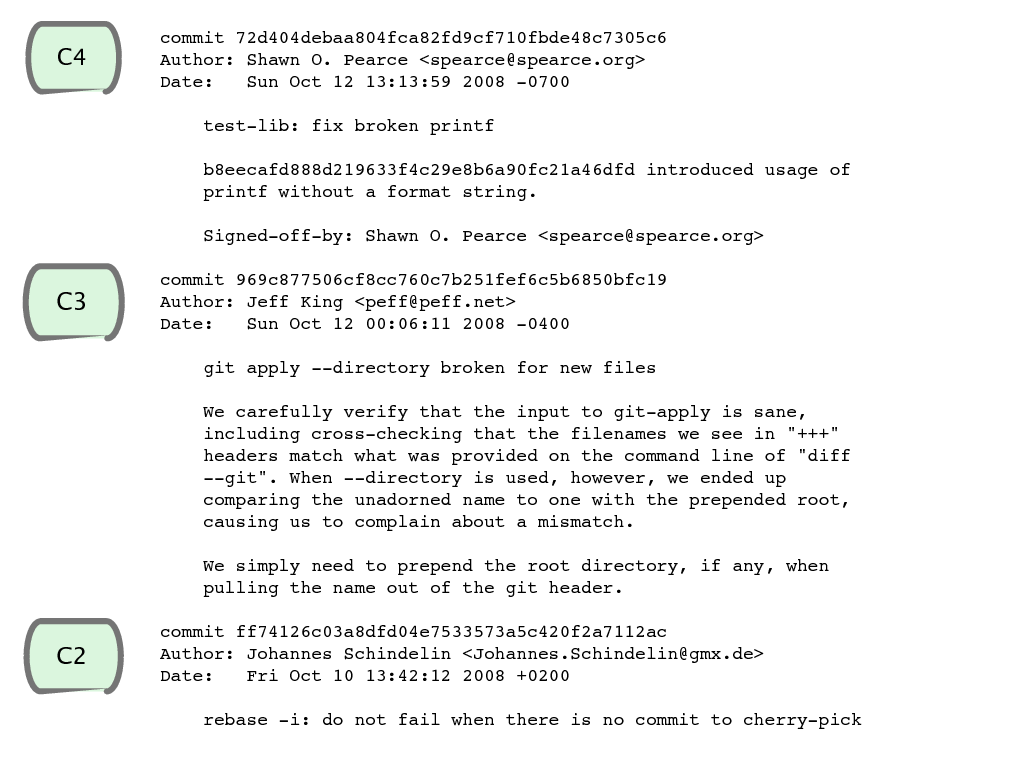 C4
commit 72d404debaa804fca82fd9cf710fbde48c7305c6
Author: Shawn O. Pearce <spearce@spearce.org>
Date:   Sun Oct 12 13:13:59 2008 -0700
test-lib: fix broken printf
b8eecafd888d219633f4c29e8b6a90fc21a46dfd introduced usage of
printf without a format string.
Signed-off-by: Shawn O. Pearce <spearce@spearce.org>
C3
commit 969c877506cf8cc760c7b251fef6c5b6850bfc19
Author: Jeff King <peff@peff.net>
Date:   Sun Oct 12 00:06:11 2008 -0400
git apply --directory broken for new files
We carefully verify that the input to git-apply is sane,
including cross-checking that the filenames we see in "+++"
headers match what was provided on the command line of "diff
--git". When --directory is used, however, we ended up
comparing the unadorned name to one with the prepended root,
causing us to complain about a mismatch.
We simply need to prepend the root directory, if any, when
pulling the name out of the git header.
C2
commit ff74126c03a8dfd04e7533573a5c420f2a7112ac
Author: Johannes Schindelin <Johannes.Schindelin@gmx.de>
Date:   Fri Oct 10 13:42:12 2008 +0200
rebase -i: do not fail when there is no commit to cherry-pick